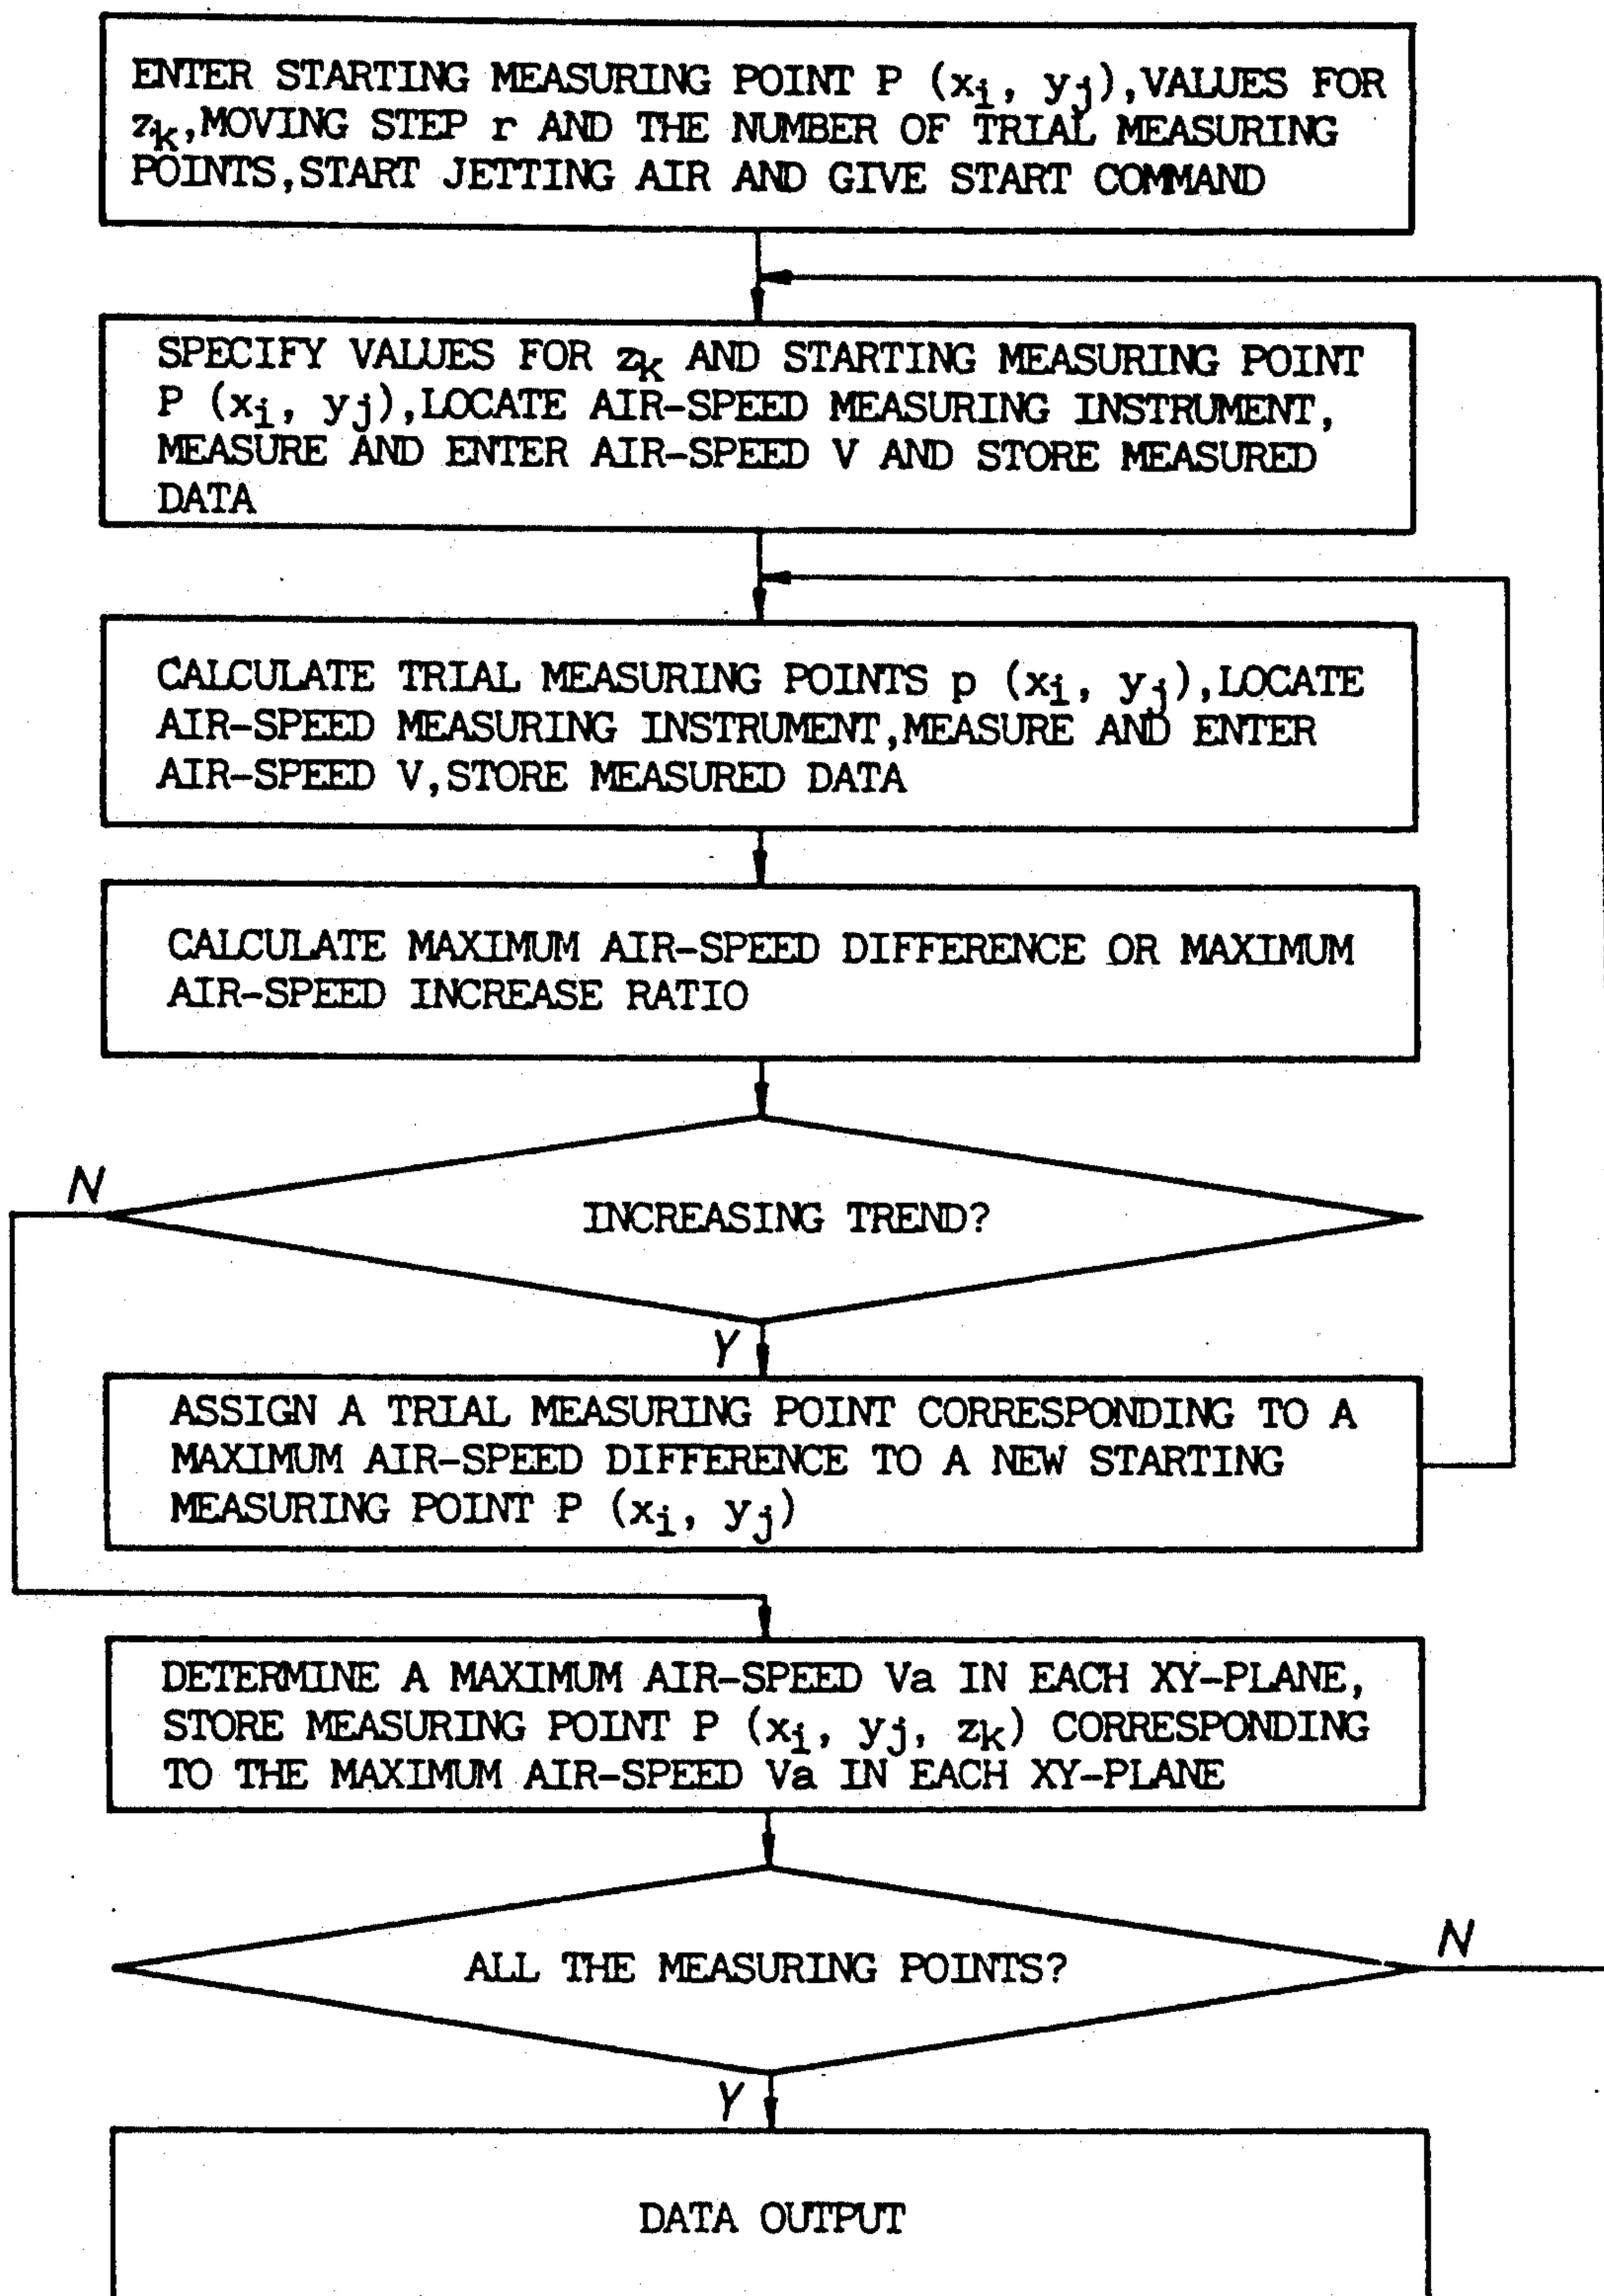 ENTER STARTING MEASURING POINT P (xi, yj),VALUES FOR
zk,MOVING STEP r AND THE NUMBER OF TRIAL MEASURING
POINTS,START JETTING AIR AND GIVE START COMMAND
SPECIFY VALUES FOR zk AND STARTING MEASURING POINT
P (xi, yj),LOCATE AIR-SPEED MEASURING INSTRUMENT,
MEASURE AND ENTER AIR-SPEED V AND STORE MEASURED
DATA
CALCULATE TRIAL MEASURING POINTS p (xi, yj),LOCATE
AIR-SPEED MEASURING INSTRUMENT,MEASURE AND ENTER
AIR-SPEED V,STORE MEASURED DATA
CALCULATE MAXIMUM AIR-SPEED DIFFERENCE OR MAXIMUM
AIR-SPEED INCREASE RATIO
N
INCREASING TREND?
Y
ASSIGN A TRIAL MEASURING POINT CORRESPONDING TO A
MAXIMUM AIR-SPEED DIFFERENCE TO A NEW STARTING
MEASURING POINT P (xi, yj)
DETERMINE A MAXIMUM AIR-SPEED Va IN EACH XY-PLANE,
STORE MEASURING POINT P (xi, yj, zk) CORRESPONDING
TO THE MAXIMUM AIR-SPEED Va IN EACH XY-PLANE
N
ALL THE MEASURING POINTS?
Y
DATA OUTPUT